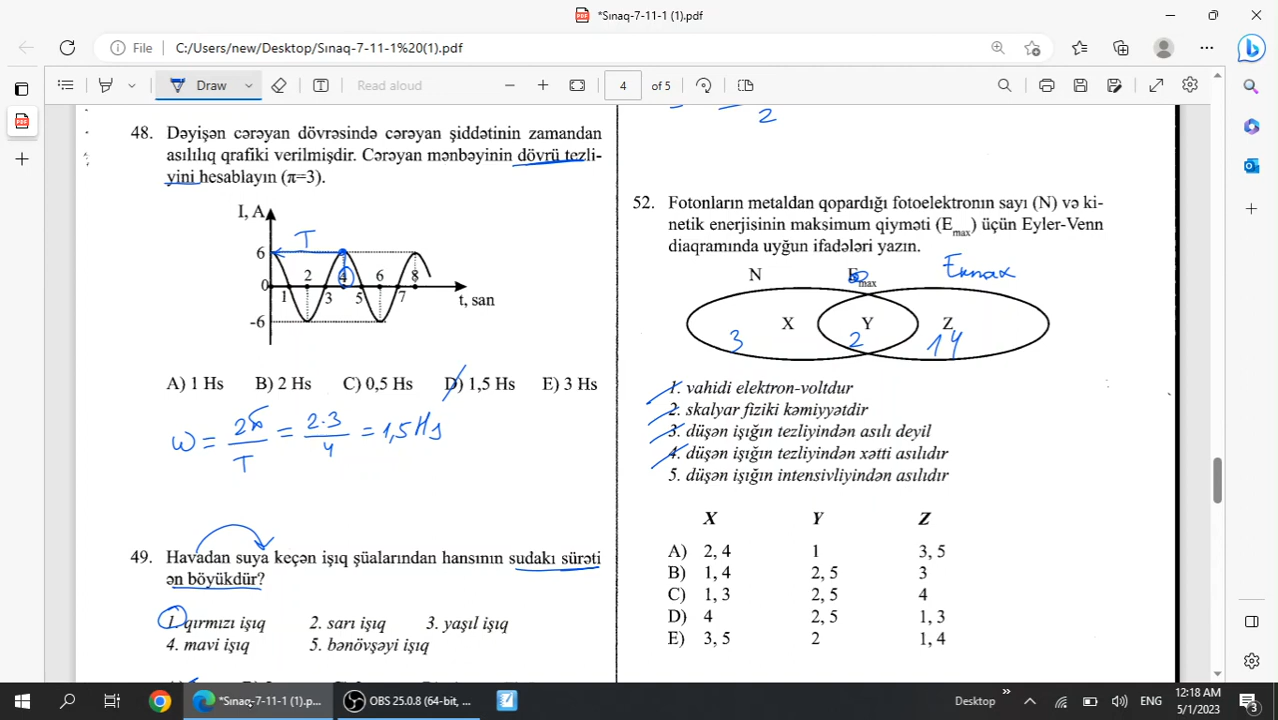 *Sınaq-7-11-1 (1).pdf
File
C:/Users/new/Desktop/Sınaq-7-11-1%20(1).pdf
Draw
Read aloud
4 of 5
2
48. Dəyişən cərəyan dövrəsində cərəyan şiddətinin zamandan
asılılıq qrafiki verilmişdir. Cərəyan mənbəyinin dövrü tezli-
yini hesablayın (π=3).
I, A
T
6
2 4 6 8
0
1 3 5 7
t, san
-6
A) 1 Hs B) 2 Hs C) 0,5 Hs D) 1,5 Hs E) 3 Hs
ω = 2π/T = 2·3/4 = 1,5 Hs
49. Havadan suya keçən işıq şüalarından hansının sudakı sürəti
ən böyükdür?
1. qırmızı işıq 2. sarı işıq 3. yaşıl işıq
4. mavi işıq 5. bənövşəyi işıq
52. Fotonların metaldan qopardığı fotoelektronın sayı (N) və ki-
netik enerjisinin maksimum qiyməti (Emax) üçün Eyler-Venn
diaqramında uyğun ifadələri yazın.
N Emax Ekmax
X Y Z
3 2 1 4
1. vahidi elektron-voltdur
2. skalyar fiziki kəmiyyətdir
3. düşən işığın tezliyindən asılı deyil
4. düşən işığın tezliyindən xətti asılıdır
5. düşən işığın intensivliyindən asılıdır
X Y Z
A) 2, 4 1 3, 5
B) 1, 4 2, 5 3
C) 1, 3 2, 5 4
D) 4 2, 5 1, 3
E) 3, 5 2 1, 4
*Sınaq-7-11-1 (1).p...
OBS 25.0.8 (64-bit, ...
Desktop
ENG
12:18 AM
5/1/2023
3